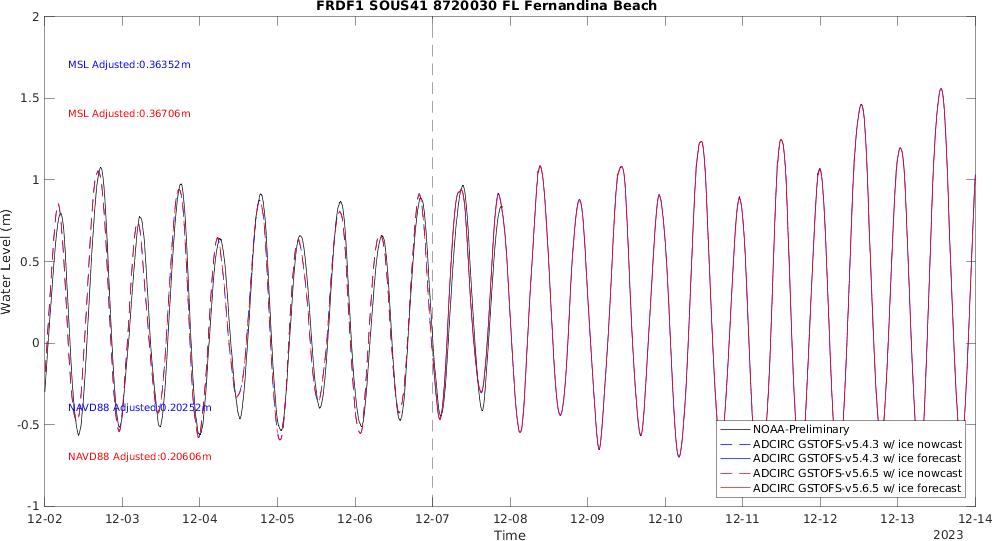 FRDF1 SOUS41 8720030 FL Fernandina Beach
2
1.5
1
0.5
0
-0.5
-1
Water Level (m)
MSL Adjusted:0.36352m
MSL Adjusted:0.36706m
NAVD88 Adjusted:0.20252m
NAVD88 Adjusted:0.20606m
NOAA-Preliminary
ADCIRC GSTOFS-v5.4.3 w/ ice nowcast
ADCIRC GSTOFS-v5.4.3 w/ ice forecast
ADCIRC GSTOFS-v5.6.5 w/ ice nowcast
ADCIRC GSTOFS-v5.6.5 w/ ice forecast
12-02 12-03 12-04 12-05 12-06 12-07 12-08 12-09 12-10 12-11 12-12 12-13 12-14
Time
2023